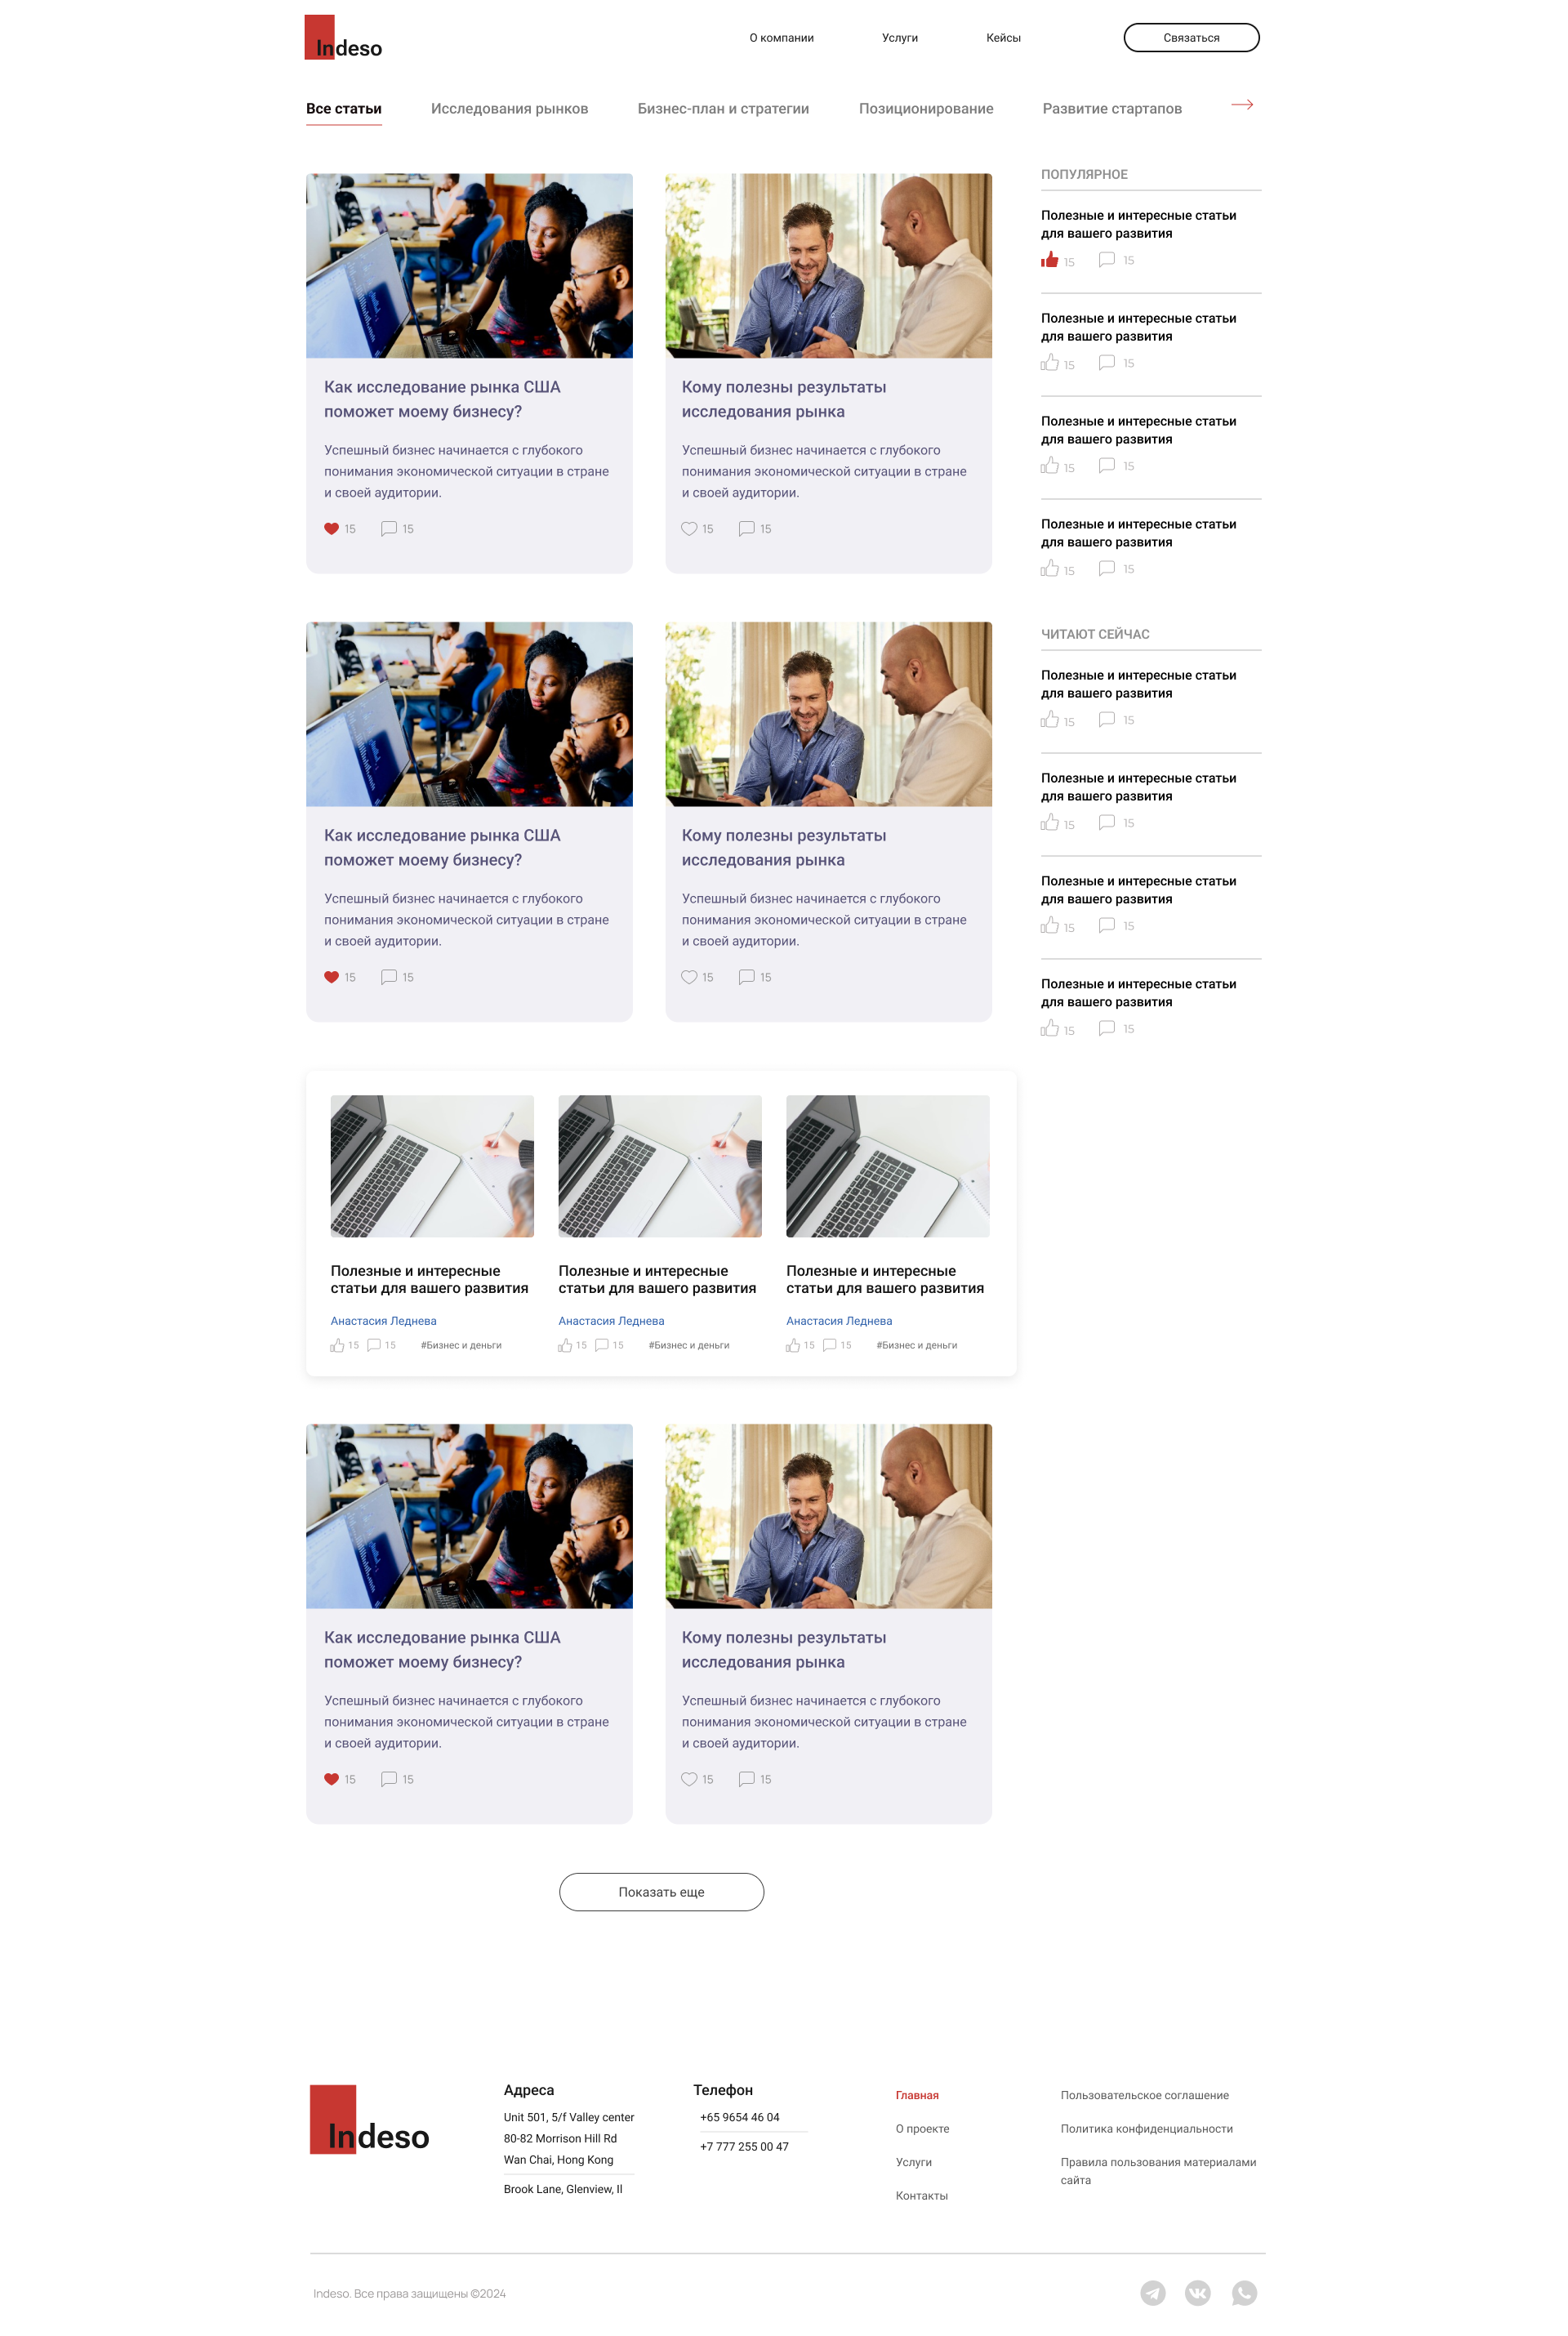 Indeso
О компании
Услуги
Кейсы
Связаться
Все статьи
Исследования рынков
Бизнес-план и стратегии
Позиционирование
Развитие стартапов
Как исследование рынка США
поможет моему бизнесу?
Успешный бизнес начинается с глубокого
понимания экономической ситуации в стране
и своей аудитории.
15
15
Кому полезны результаты
исследования рынка
Успешный бизнес начинается с глубокого
понимания экономической ситуации в стране
и своей аудитории.
15
15
Как исследование рынка США
поможет моему бизнесу?
Успешный бизнес начинается с глубокого
понимания экономической ситуации в стране
и своей аудитории.
15
15
Кому полезны результаты
исследования рынка
Успешный бизнес начинается с глубокого
понимания экономической ситуации в стране
и своей аудитории.
15
15
ПОПУЛЯРНОЕ
Полезные и интересные статьи
для вашего развития
15
15
Полезные и интересные статьи
для вашего развития
15
15
Полезные и интересные статьи
для вашего развития
15
15
Полезные и интересные статьи
для вашего развития
15
15
ЧИТАЮТ СЕЙЧАС
Полезные и интересные статьи
для вашего развития
15
15
Полезные и интересные статьи
для вашего развития
15
15
Полезные и интересные статьи
для вашего развития
15
15
Полезные и интересные статьи
для вашего развития
15
15
Полезные и интересные
статьи для вашего развития
Анастасия Леднева
15
15
#Бизнес и деньги
Полезные и интересные
статьи для вашего развития
Анастасия Леднева
15
15
#Бизнес и деньги
Полезные и интересные
статьи для вашего развития
Анастасия Леднева
15
15
#Бизнес и деньги
Как исследование рынка США
поможет моему бизнесу?
Успешный бизнес начинается с глубокого
понимания экономической ситуации в стране
и своей аудитории.
15
15
Кому полезны результаты
исследования рынка
Успешный бизнес начинается с глубокого
понимания экономической ситуации в стране
и своей аудитории.
15
15
Показать еще
Indeso
Адреса
Unit 501, 5/f Valley center
80-82 Morrison Hill Rd
Wan Chai, Hong Kong
Brook Lane, Glenview, Il
Телефон
+65 9654 46 04
+7 777 255 00 47
Главная
О проекте
Услуги
Контакты
Пользовательское соглашение
Политика конфиденциальности
Правила пользования материалами
сайта
Indeso. Все права защищены ©2024